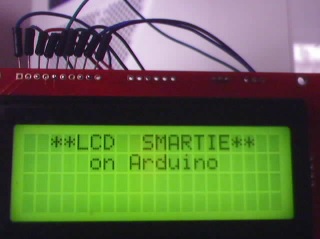 **LCD  SMARTIE**
on Arduino